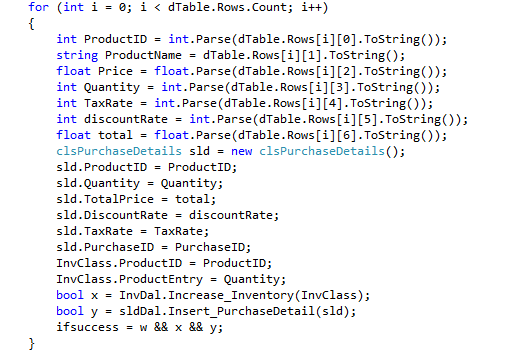 for (int i = 0; i < dTable.Rows.Count; i++)
{
int ProductID = int.Parse(dTable.Rows[i][0].ToString());
string ProductName = dTable.Rows[i][1].ToString();
float Price = float.Parse(dTable.Rows[i][2].ToString());
int Quantity = int.Parse(dTable.Rows[i][3].ToString());
int TaxRate = int.Parse(dTable.Rows[i][4].ToString());
int discountRate = int.Parse(dTable.Rows[i][5].ToString());
float total = float.Parse(dTable.Rows[i][6].ToString());
clsPurchaseDetails sld = new clsPurchaseDetails();
sld.ProductID = ProductID;
sld.Quantity = Quantity;
sld.TotalPrice = total;
sld.DiscountRate = discountRate;
sld.TaxRate = TaxRate;
sld.PurchaseID = PurchaseID;
InvClass.ProductID = ProductID;
InvClass.ProductEntry = Quantity;
bool x = InvDal.Increase_Inventory(InvClass);
bool y = sldDal.Insert_PurchaseDetail(sld);
ifsuccess = w && x && y;
}